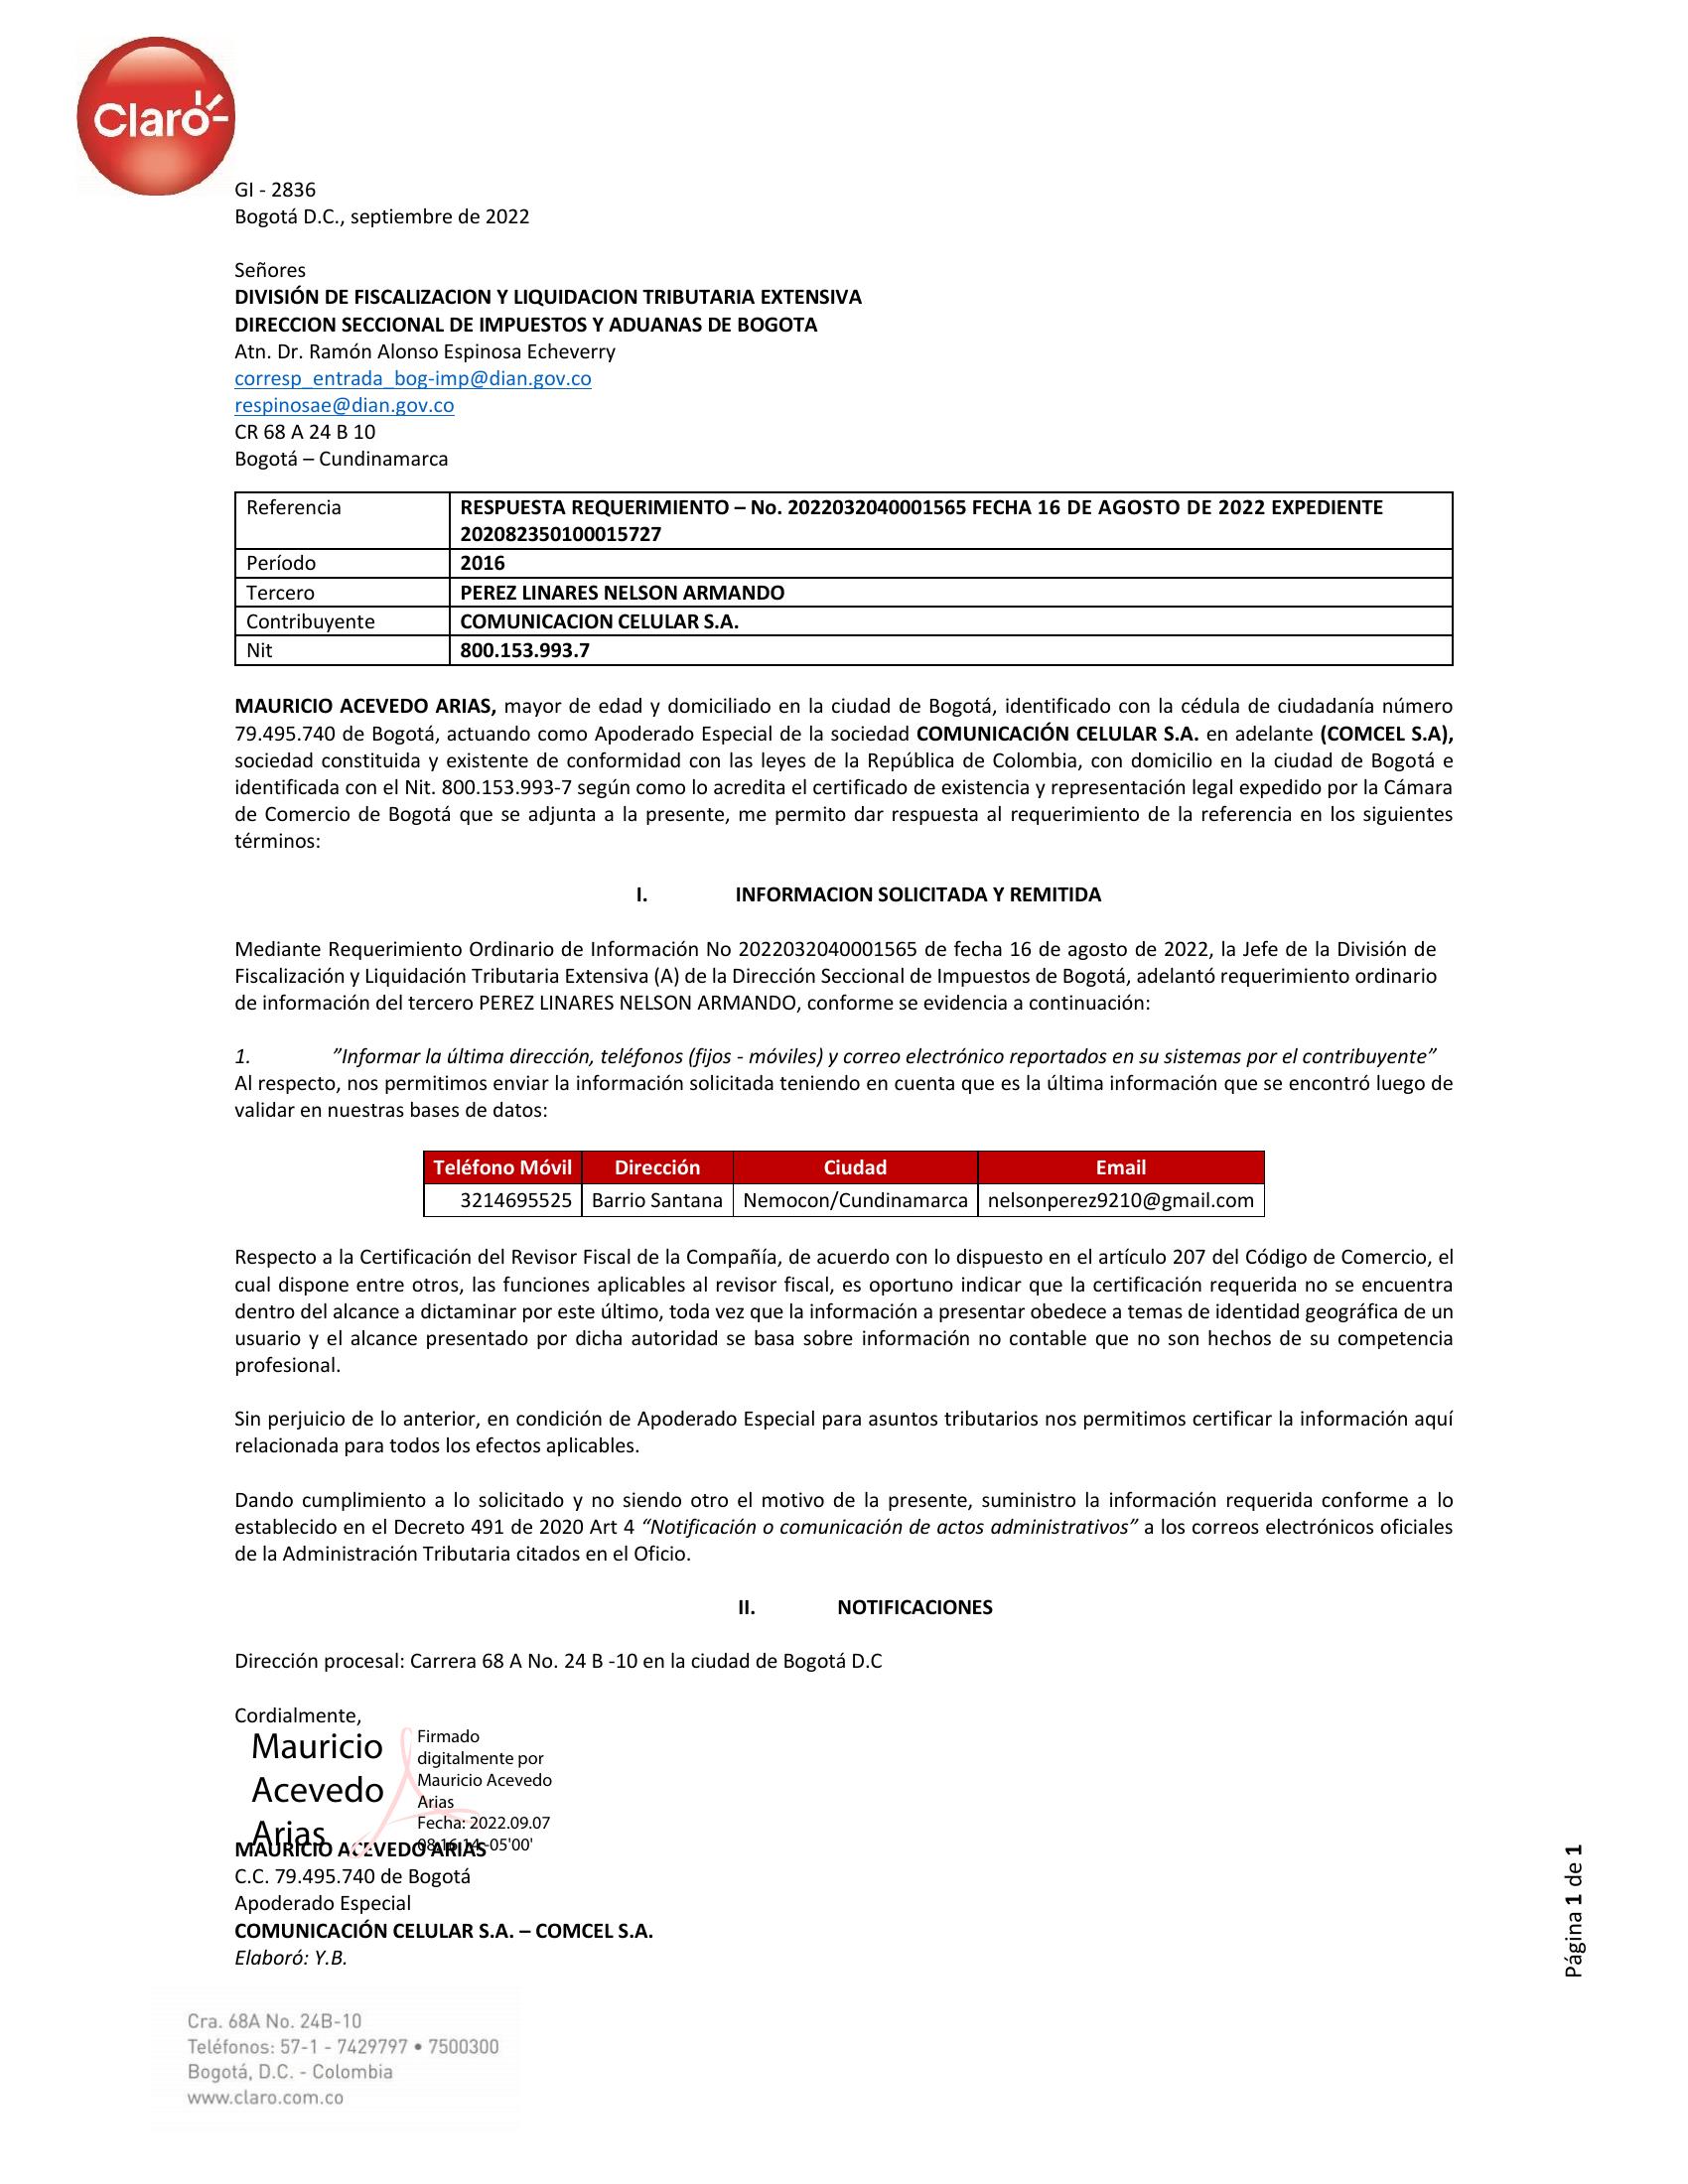 Claro
GI - 2836
Bogotá D.C., septiembre de 2022
Señores
DIVISIÓN DE FISCALIZACION Y LIQUIDACION TRIBUTARIA EXTENSIVA
DIRECCION SECCIONAL DE IMPUESTOS Y ADUANAS DE BOGOTA
Atn. Dr. Ramón Alonso Espinosa Echeverry
corresp_entrada_bog-imp@dian.gov.co
respinosae@dian.gov.co
CR 68 A 24 B 10
Bogotá – Cundinamarca
Referencia RESPUESTA REQUERIMIENTO – No. 2022032040001565 FECHA 16 DE AGOSTO DE 2022 EXPEDIENTE
202082350100015727
Período 2016
Tercero PEREZ LINARES NELSON ARMANDO
Contribuyente COMUNICACION CELULAR S.A.
Nit 800.153.993.7
MAURICIO ACEVEDO ARIAS, mayor de edad y domiciliado en la ciudad de Bogotá, identificado con la cédula de ciudadanía número
79.495.740 de Bogotá, actuando como Apoderado Especial de la sociedad COMUNICACIÓN CELULAR S.A. en adelante (COMCEL S.A),
sociedad constituida y existente de conformidad con las leyes de la República de Colombia, con domicilio en la ciudad de Bogotá e
identificada con el Nit. 800.153.993-7 según como lo acredita el certificado de existencia y representación legal expedido por la Cámara
de Comercio de Bogotá que se adjunta a la presente, me permito dar respuesta al requerimiento de la referencia en los siguientes
términos:
I. INFORMACION SOLICITADA Y REMITIDA
Mediante Requerimiento Ordinario de Información No 2022032040001565 de fecha 16 de agosto de 2022, la Jefe de la División de
Fiscalización y Liquidación Tributaria Extensiva (A) de la Dirección Seccional de Impuestos de Bogotá, adelantó requerimiento ordinario
de información del tercero PEREZ LINARES NELSON ARMANDO, conforme se evidencia a continuación:
1. ”Informar la última dirección, teléfonos (fijos - móviles) y correo electrónico reportados en su sistemas por el contribuyente”
Al respecto, nos permitimos enviar la información solicitada teniendo en cuenta que es la última información que se encontró luego de
validar en nuestras bases de datos:
Teléfono Móvil Dirección Ciudad Email
3214695525 Barrio Santana Nemocon/Cundinamarca nelsonperez9210@gmail.com
Respecto a la Certificación del Revisor Fiscal de la Compañía, de acuerdo con lo dispuesto en el artículo 207 del Código de Comercio, el
cual dispone entre otros, las funciones aplicables al revisor fiscal, es oportuno indicar que la certificación requerida no se encuentra
dentro del alcance a dictaminar por este último, toda vez que la información a presentar obedece a temas de identidad geográfica de un
usuario y el alcance presentado por dicha autoridad se basa sobre información no contable que no son hechos de su competencia
profesional.
Sin perjuicio de lo anterior, en condición de Apoderado Especial para asuntos tributarios nos permitimos certificar la información aquí
relacionada para todos los efectos aplicables.
Dando cumplimiento a lo solicitado y no siendo otro el motivo de la presente, suministro la información requerida conforme a lo
establecido en el Decreto 491 de 2020 Art 4 “Notificación o comunicación de actos administrativos” a los correos electrónicos oficiales
de la Administración Tributaria citados en el Oficio.
II. NOTIFICACIONES
Dirección procesal: Carrera 68 A No. 24 B -10 en la ciudad de Bogotá D.C
Cordialmente,
Mauricio
Acevedo
Arias
Firmado
digitalmente por
Mauricio Acevedo
Arias
Fecha: 2022.09.07
08:16:14 -05'00'
MAURICIO ACEVEDO ARIAS
C.C. 79.495.740 de Bogotá
Apoderado Especial
COMUNICACIÓN CELULAR S.A. – COMCEL S.A.
Elaboró: Y.B.
Página 1 de 1
Cra. 68A No. 24B-10
Teléfonos: 57-1 - 7429797 • 7500300
Bogotá, D.C. - Colombia
www.claro.com.co